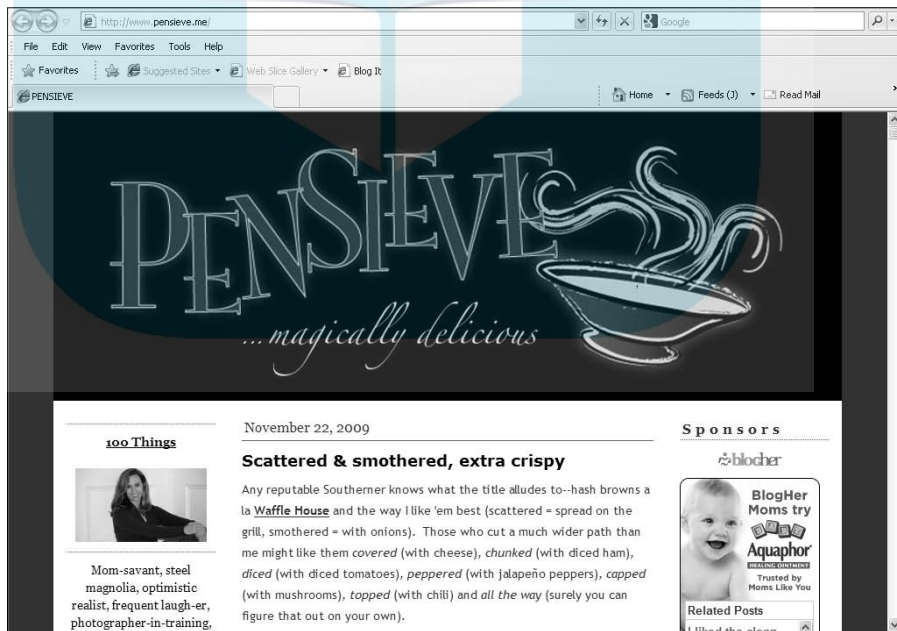 http://www.pensieve.me/
Google
File Edit View Favorites Tools Help
Favorites Suggested Sites Web Slice Gallery Blog It
PENSIEVE Home Feeds (J) Read Mail
PENSIEVE
...magically delicious
100 Things
Mom-savant, steel
magnolia, optimistic
realist, frequent laugh-er,
photographer-in-training,
November 22, 2009
Scattered & smothered, extra crispy
Any reputable Southerner knows what the title alludes to--hash browns a
la Waffle House and the way I like 'em best (scattered = spread on the
grill, smothered = with onions). Those who cut a much wider path than
me might like them covered (with cheese), chunked (with diced ham),
diced (with diced tomatoes), peppered (with jalapeño peppers), capped
(with mushrooms), topped (with chili) and all the way (surely you can
figure that out on your own).
Sponsors
blogher
BlogHer
Moms try
Aquaphor
HEALING OINTMENT
Trusted by
Moms Like You
Related Posts
I liked the sleep